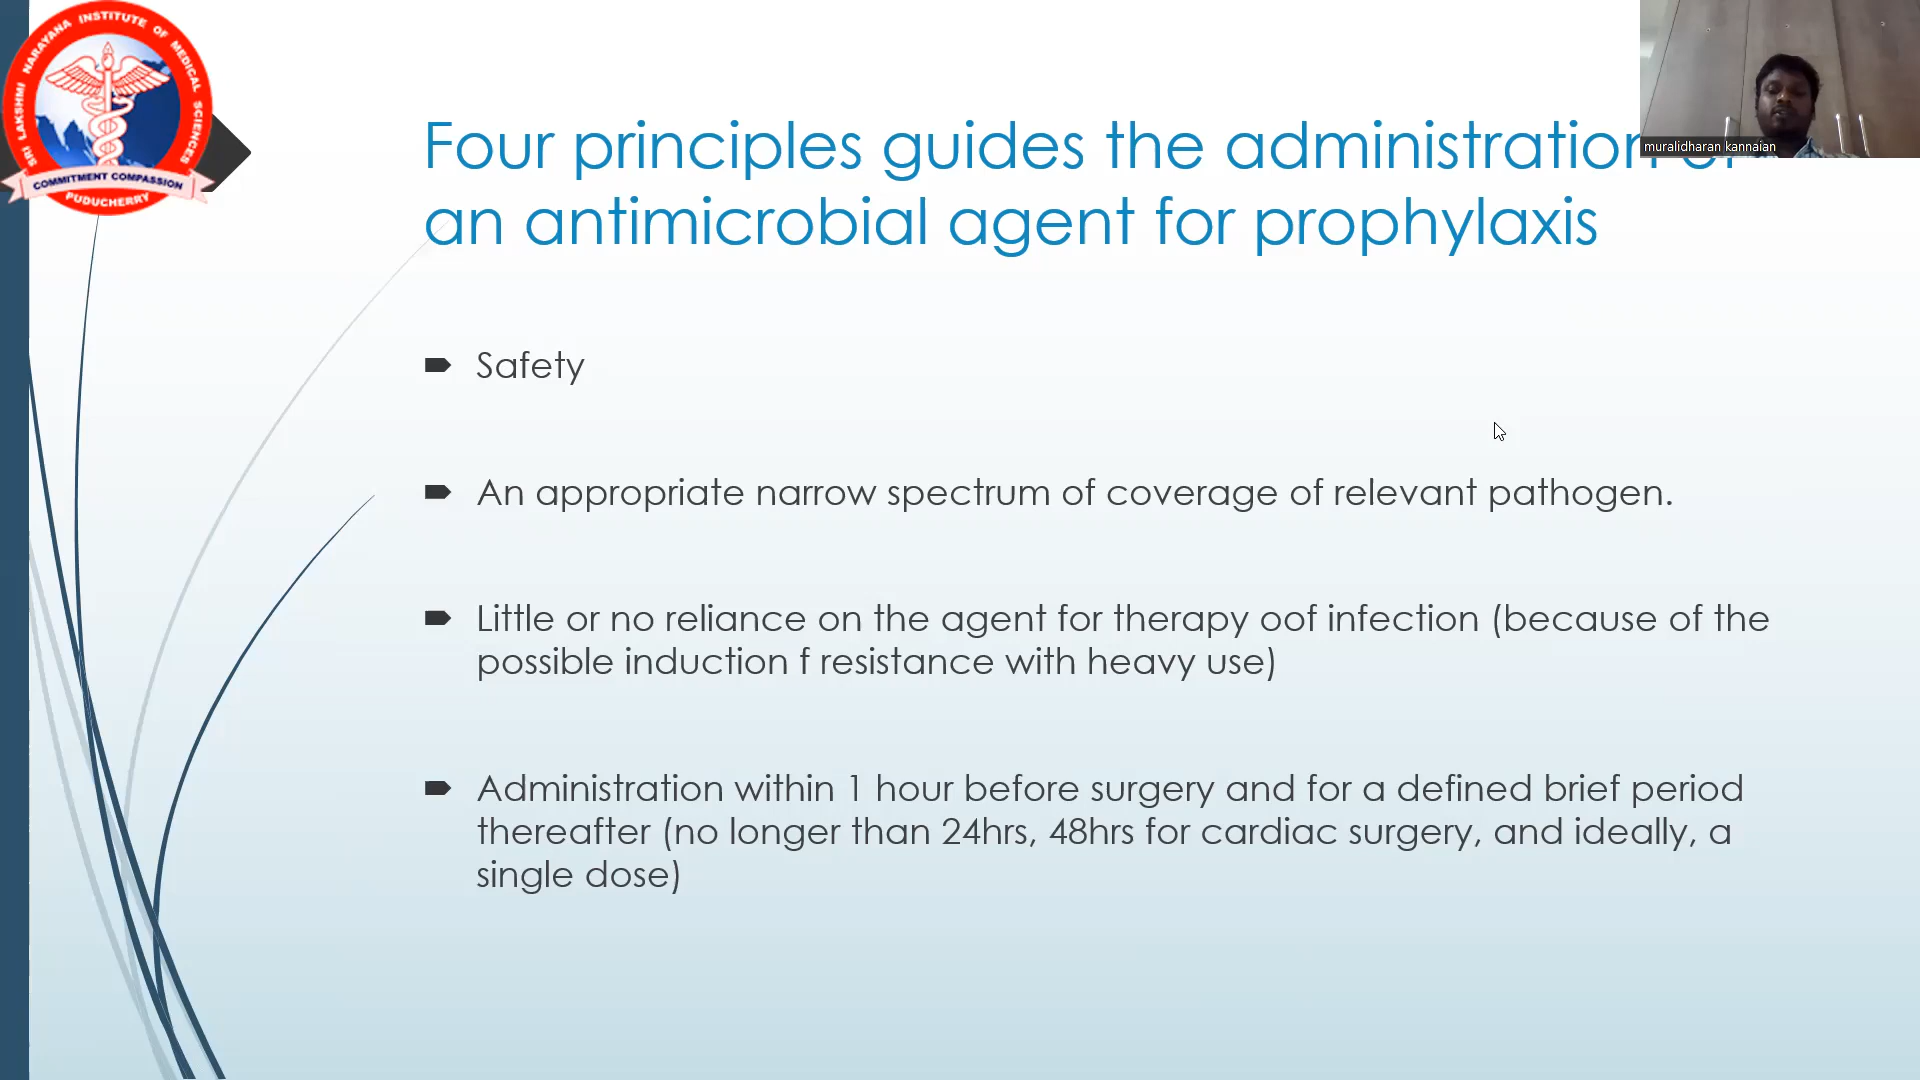 SRI LAKSHMI NARAYANA INSTITUTE OF MEDICAL SCIENCES
COMMITMENT COMPASSION
PUDUCHERRY
muralidharan kannaian
Four principles guides the administration
an antimicrobial agent for prophylaxis
Safety
An appropriate narrow spectrum of coverage of relevant pathogen.
Little or no reliance on the agent for therapy oof infection (because of the
possible induction f resistance with heavy use)
Administration within 1 hour before surgery and for a defined brief period
thereafter (no longer than 24hrs, 48hrs for cardiac surgery, and ideally, a
single dose)